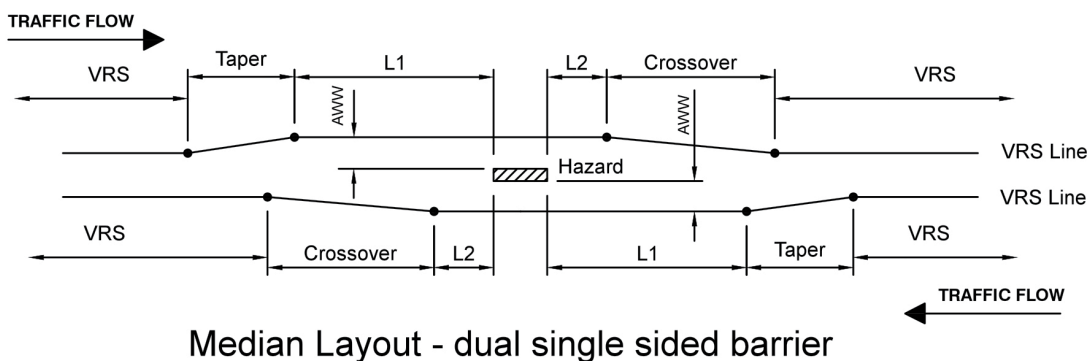 TRAFFIC FLOW
Taper L1 L2 Crossover
VRS VRS
AWW AWW
VRS Line
Hazard
VRS Line
VRS VRS
Crossover L2 L1 Taper
TRAFFIC FLOW
Median Layout - dual single sided barrier